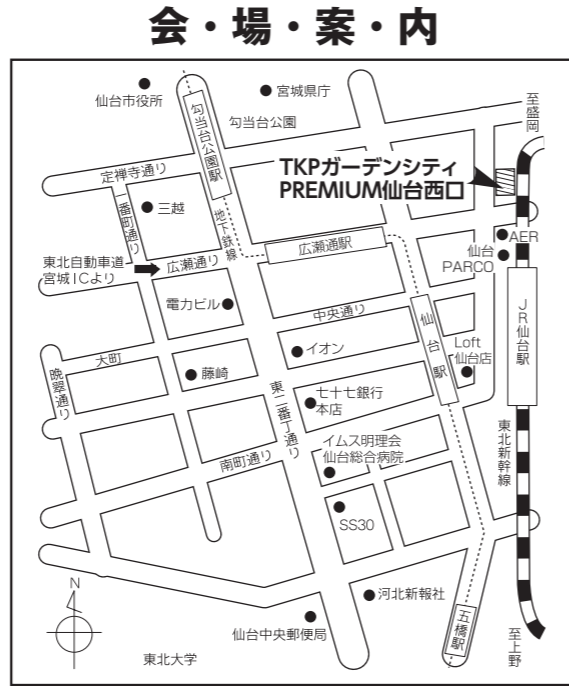 会・場・案・内
仙台市役所
宮城県庁
勾当台公園
勾当台公園駅
至盛岡
定禅寺通り
TKPガーデンシティ
PREMIUM仙台西口
一番町通り
三越
地下鉄線
広瀬通駅
AER
仙台
PARCO
東北自動車道
宮城ICより
広瀬通り
電力ビル
中央通り
仙台駅
JR仙台駅
大町
イオン
Loft
仙台店
晩翠通り
藤崎
東二番丁通り
七十七銀行
本店
南町通り
イムス明理会
仙台総合病院
東北新幹線
SS30
N
河北新報社
五橋駅
仙台中央郵便局
至上野
東北大学